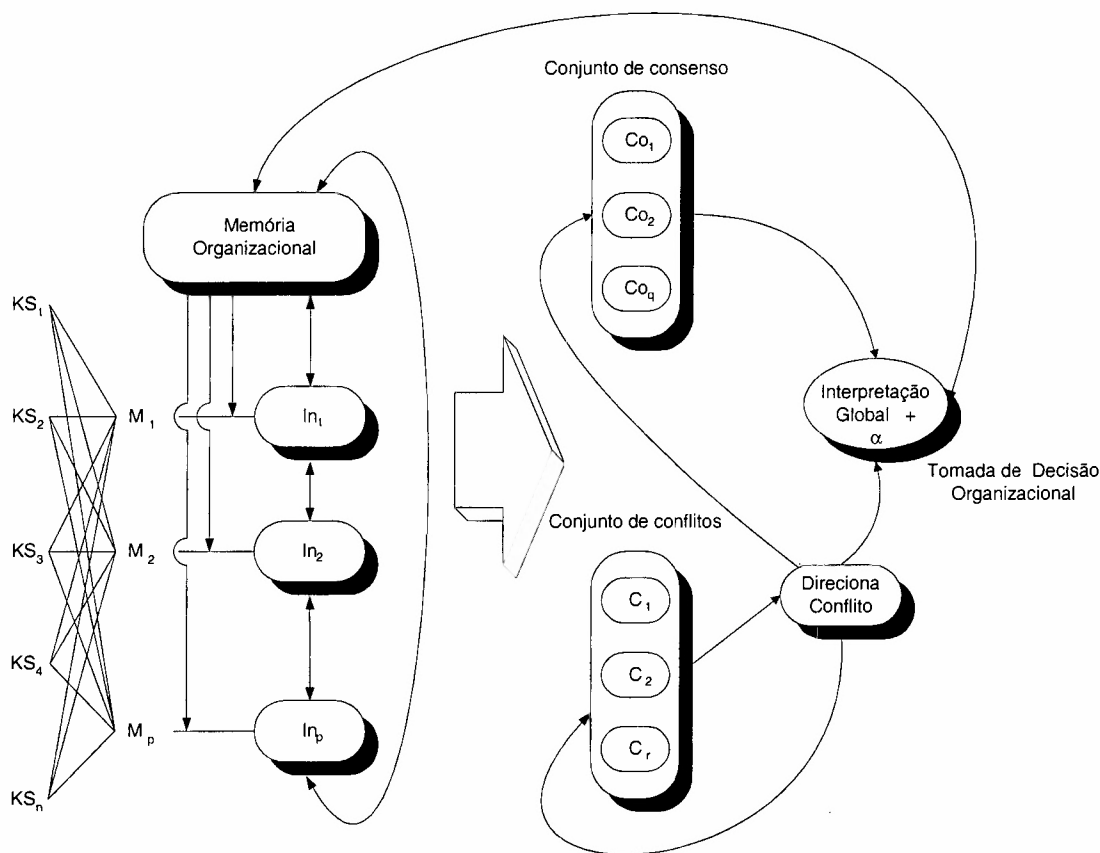 Conjunto de consenso
Co₁
Co₂
Co_q
Memória
Organizacional
KS₁
KS₂
KS₃
KS₄
KSₙ
M₁
M₂
Mₚ
In₁
In₂
Inₚ
Interpretação
Global + 
α
Tomada de Decisão
Organizacional
Conjunto de conflitos
C₁
C₂
Cᵣ
Direciona
Conflito